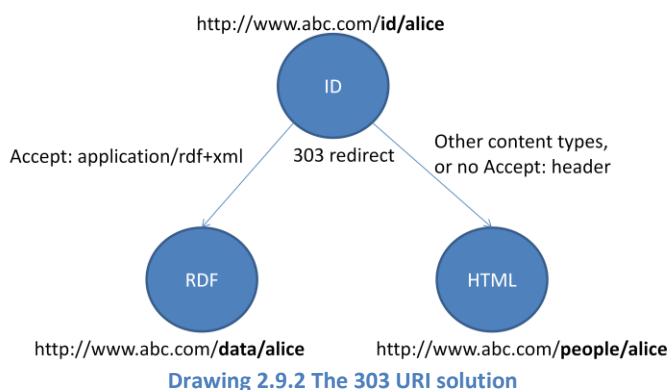 http://www.abc.com/id/alice
ID
Accept: application/rdf+xml
303 redirect
Other content types,
or no Accept: header
RDF
HTML
http://www.abc.com/data/alice
http://www.abc.com/people/alice
Drawing 2.9.2 The 303 URI solution